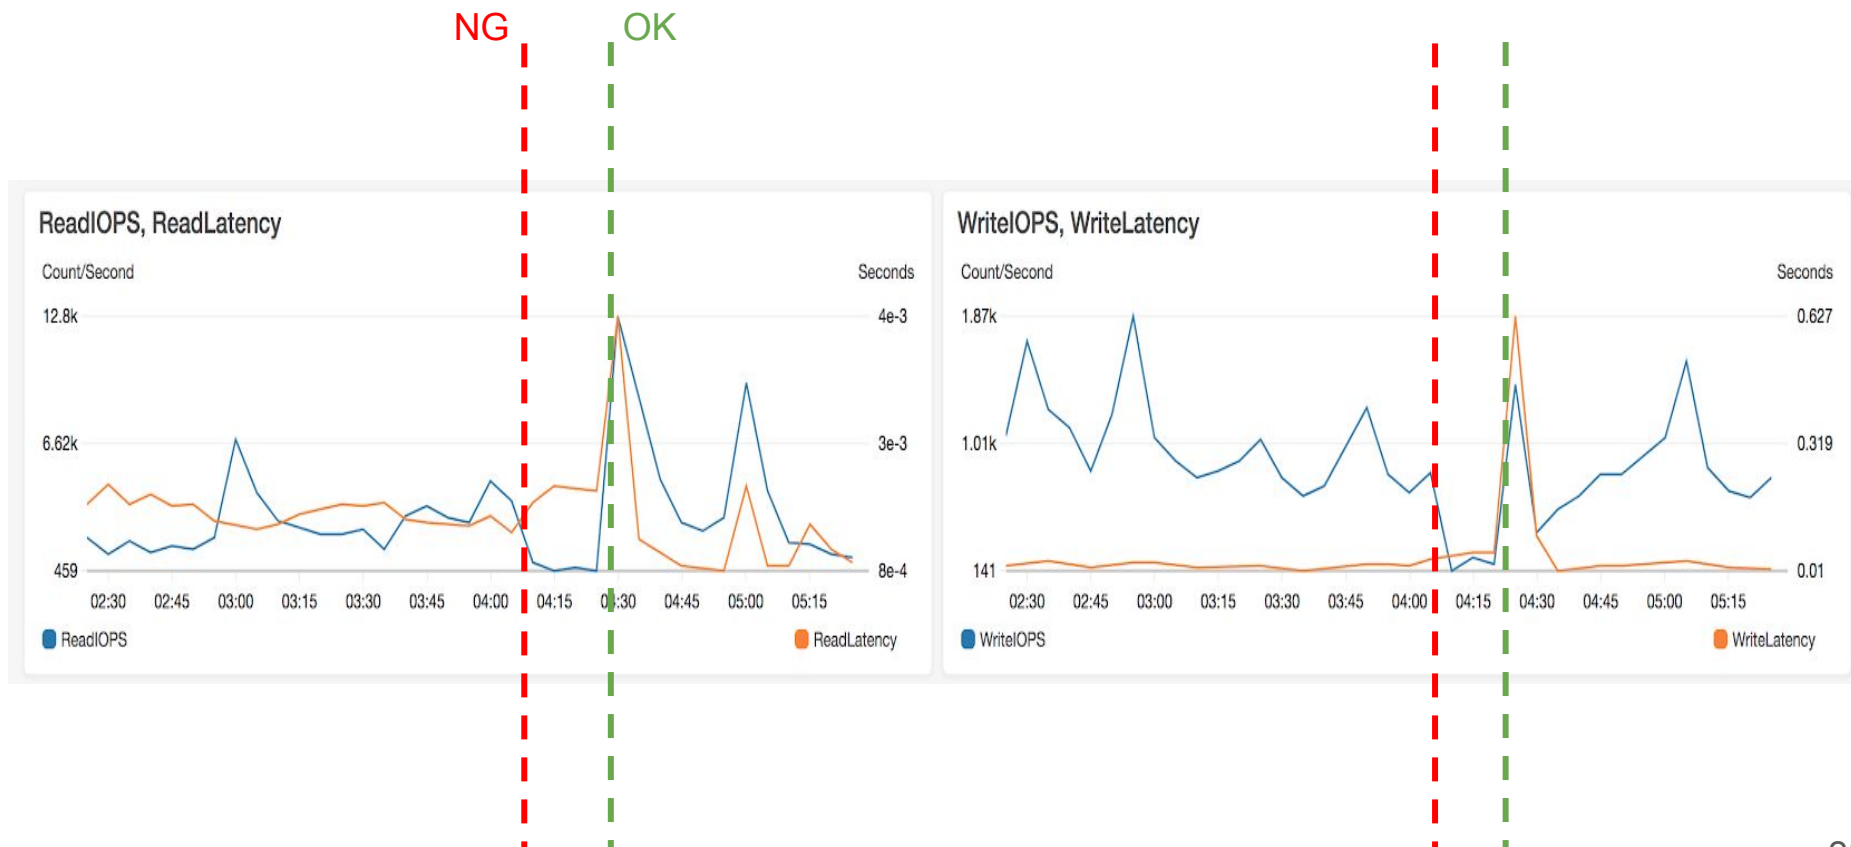 NG OK
ReadIOPS, ReadLatency
Count/Second Seconds
12.8k 4e-3
6.62k 3e-3
459 8e-4
02:30 02:45 03:00 03:15 03:30 03:45 04:00 04:15 04:30 04:45 05:00 05:15
ReadIOPS ReadLatency
WriteIOPS, WriteLatency
Count/Second Seconds
1.87k 0.627
1.01k 0.319
141 0.01
02:30 02:45 03:00 03:15 03:30 03:45 04:00 04:15 04:30 04:45 05:00 05:15
WriteIOPS WriteLatency